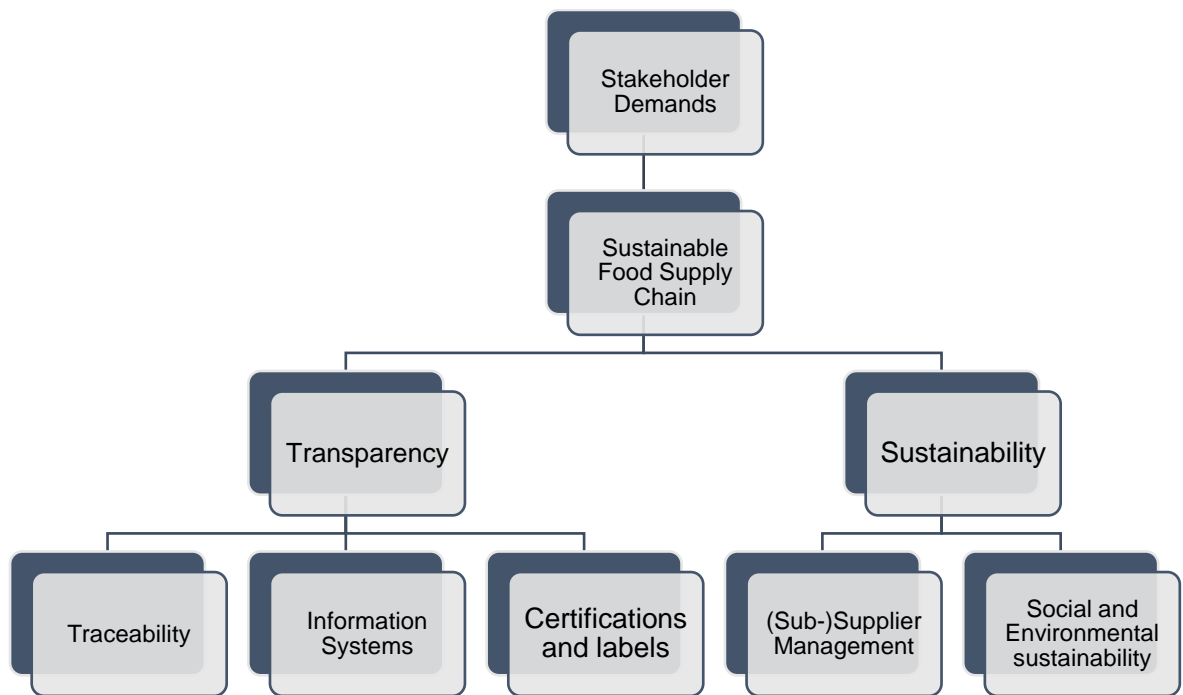 Stakeholder
Demands
Sustainable
Food Supply
Chain
Transparency
Sustainability
Traceability
Information
Systems
Certifications
and labels
(Sub-)Supplier
Management
Social and
Environmental
sustainability